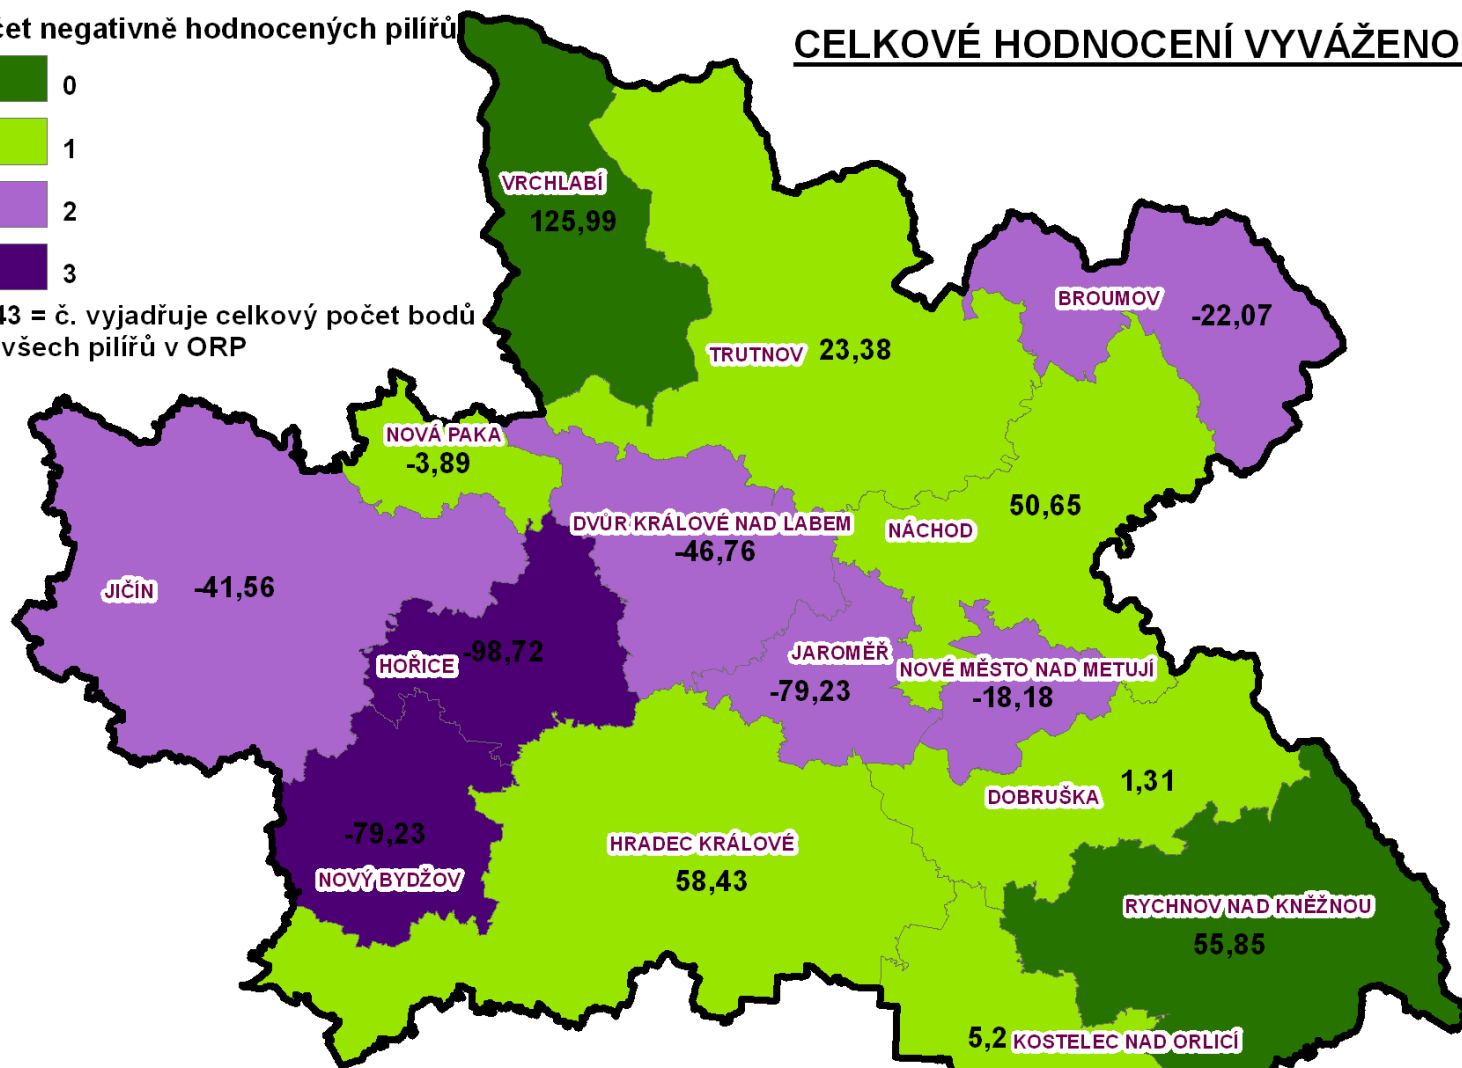 čet negativně hodnocených pilířů
CELKOVÉ HODNOCENÍ VYVÁŽENO
0
1
2
3
43 = č. vyjadřuje celkový počet bodů
všech pilířů v ORP
VRCHLABÍ
125,99
BROUMOV
-22,07
TRUTNOV 23,38
NOVÁ PAKA
-3,89
50,65
NÁCHOD
DVŮR KRÁLOVÉ NAD LABEM
-46,76
JIČÍN -41,56
HOŘICE -98,72
JAROMĚŘ
-79,23
NOVÉ MĚSTO NAD METUJÍ
-18,18
DOBRUŠKA 1,31
-79,23
NOVÝ BYDŽOV
HRADEC KRÁLOVÉ
58,43
RYCHNOV NAD KNĚŽNOU
55,85
5,2 KOSTELEC NAD ORLICÍ